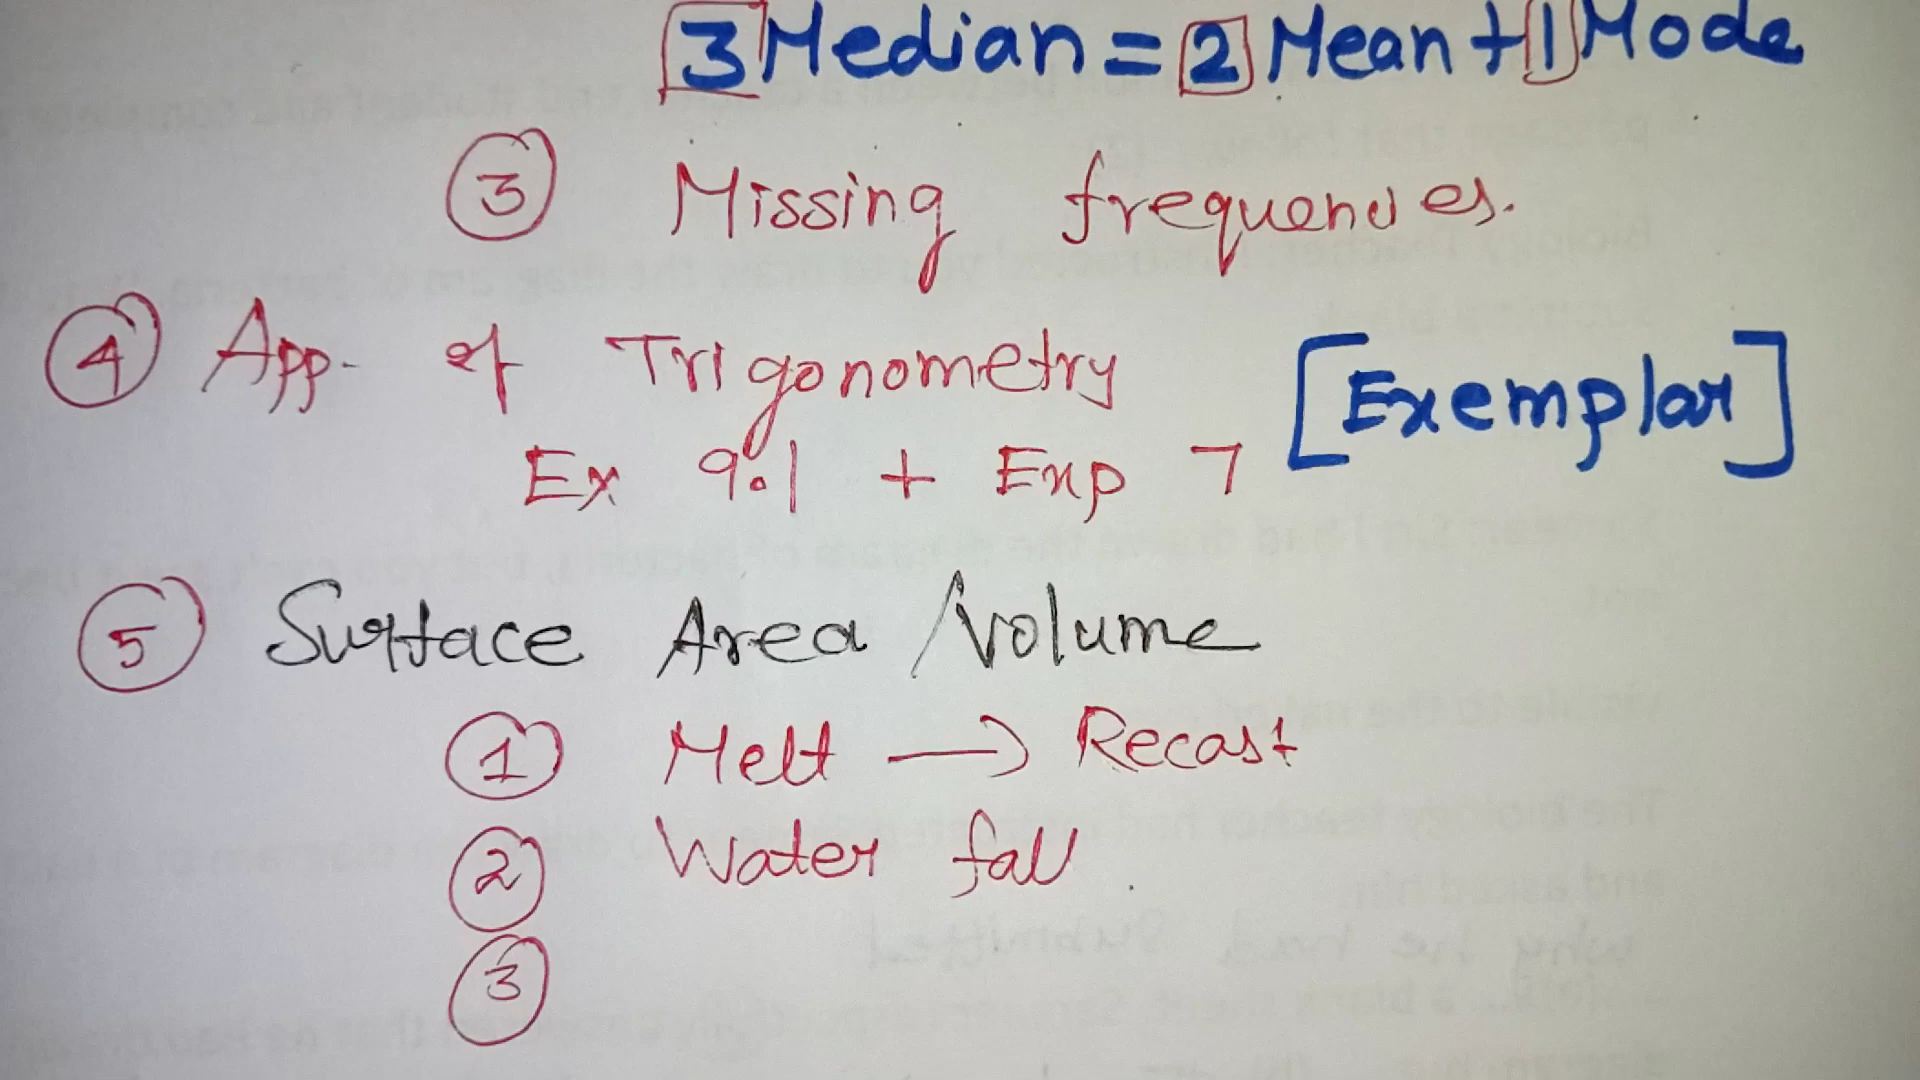 3 Median = 2 Mean + 1 Mode
③ Missing frequencies.
④ App. of Trigonometry
[Exemplar]
Ex 9.1 + Exp 7
⑤ Surface Area / Volume
① Melt → Recast
② Water fall
③